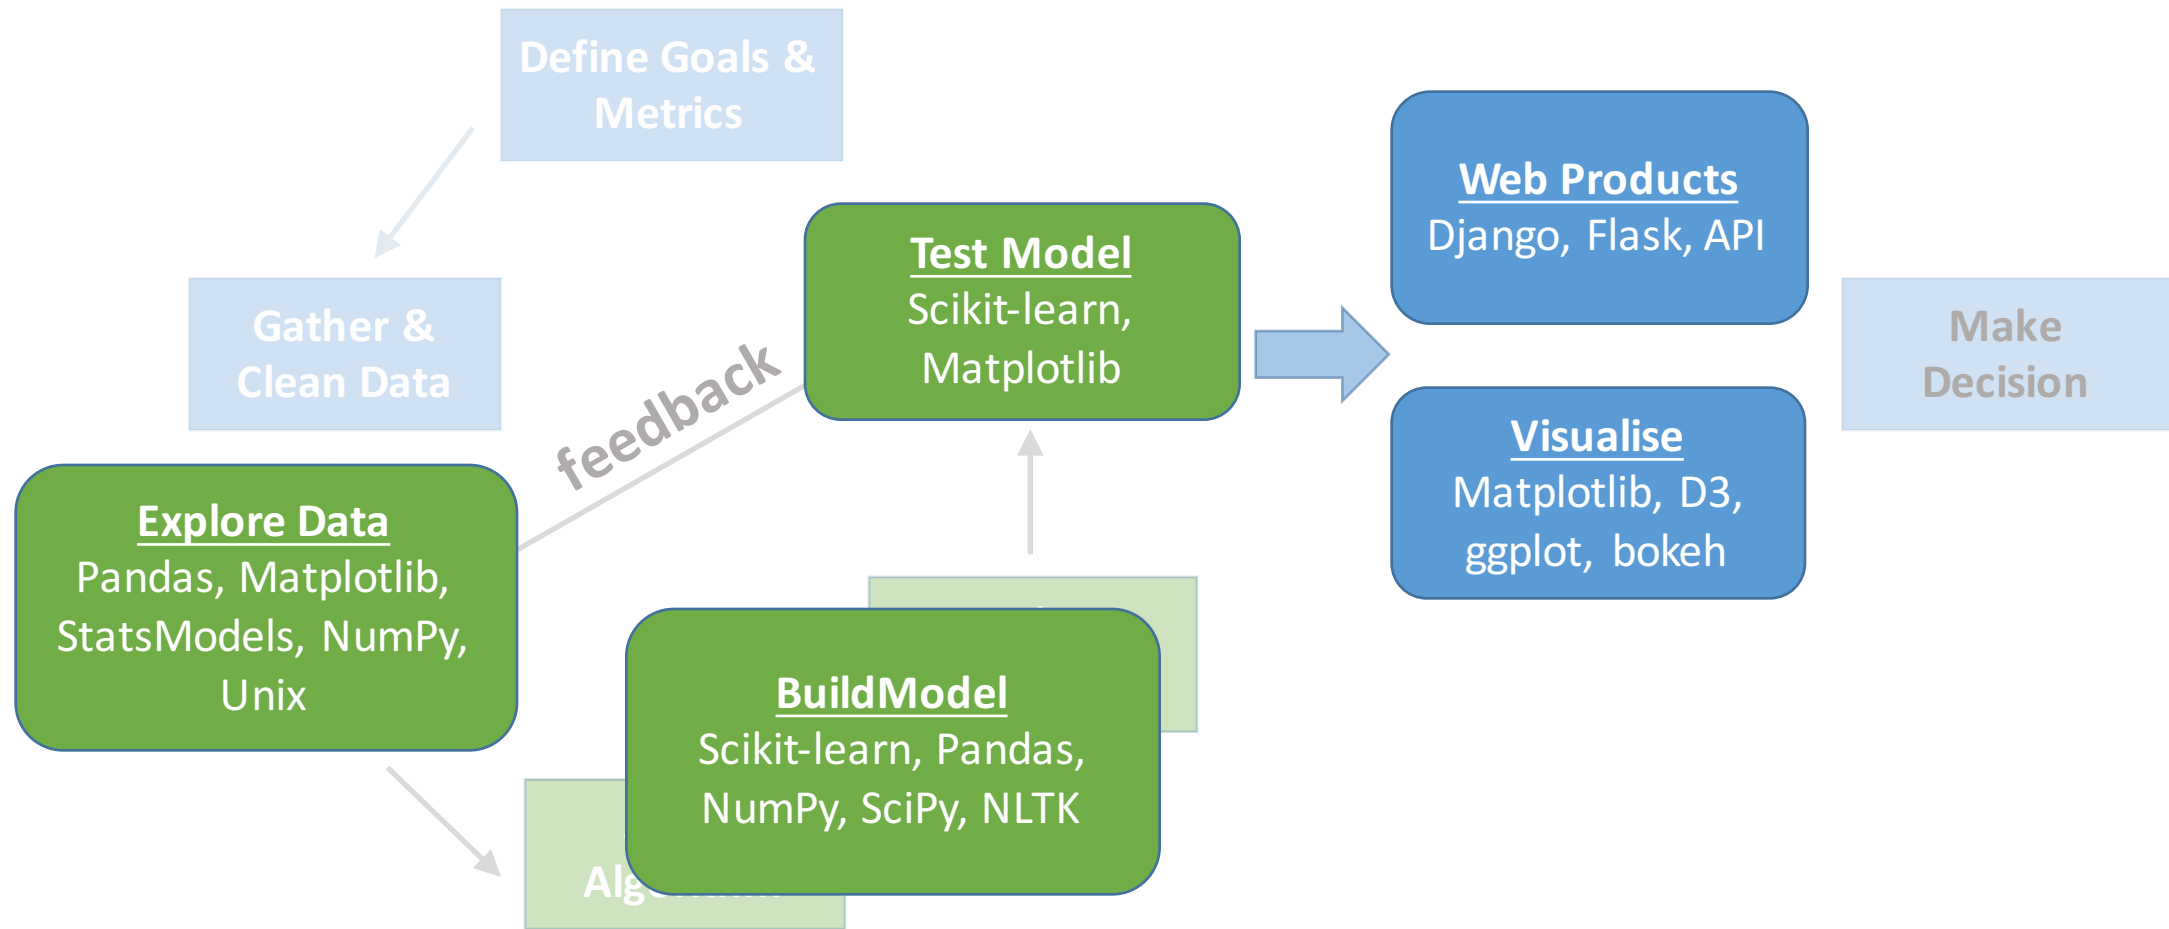 Define Goals &
Metrics
Gather &
Clean Data
feedback
Explore Data
Pandas, Matplotlib,
StatsModels, NumPy,
Unix
Test Model
Scikit-learn,
Matplotlib
BuildModel
Scikit-learn, Pandas,
NumPy, SciPy, NLTK
Web Products
Django, Flask, API
Visualise
Matplotlib, D3,
ggplot, bokeh
Make
Decision